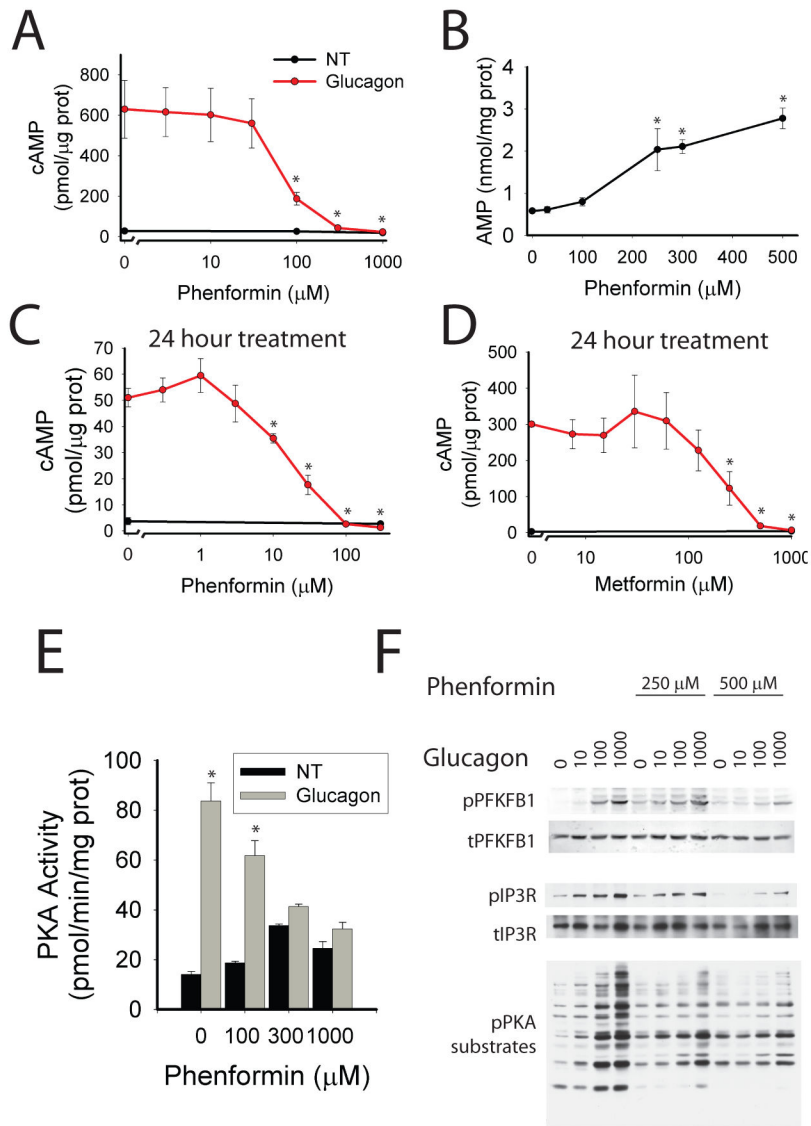 A
NT
Glucagon
cAMP
(pmol/μg prot)
800
600
400
200
0
0 10 100 1000
* * *
Phenformin (μM)
B
AMP (nmol/mg prot)
4
3
2
1
0
0 100 200 300 400 500
* * *
Phenformin (μM)
C
24 hour treatment
cAMP
(pmol/μg prot)
70
60
50
40
30
20
10
0
0 1 10 100
* * * *
Phenformin (μM)
D
24 hour treatment
cAMP
(pmol/μg prot)
500
400
300
200
100
0
0 10 100 1000
* * *
Metformin (μM)
E
NT
Glucagon
PKA Activity
(pmol/min/mg prot)
100
80
60
40
20
0
* *
0 100 300 1000
Phenformin (μM)
F
Phenformin 250 μM 500 μM
Glucagon 0 10 100 1000 0 10 100 1000 0 10 100 1000
pPFKFB1
tPFKFB1
pIP3R
tIP3R
pPKA
substrates